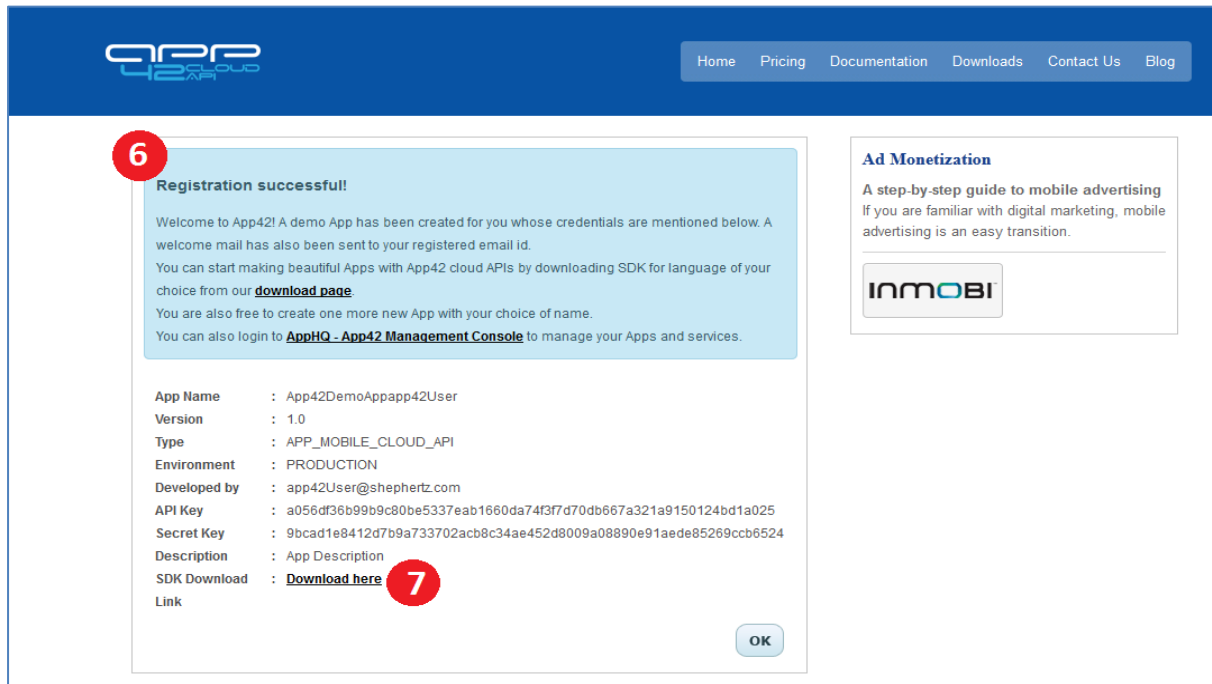 app
42 CLOUD
API
Home Pricing Documentation Downloads Contact Us Blog
6
Registration successful!
Welcome to App42! A demo App has been created for you whose credentials are mentioned below. A
welcome mail has also been sent to your registered email id.
You can start making beautiful Apps with App42 cloud APIs by downloading SDK for language of your
choice from our download page.
You are also free to create one more new App with your choice of name.
You can also login to AppHQ - App42 Management Console to manage your Apps and services.
App Name : App42DemoAppapp42User
Version : 1.0
Type : APP_MOBILE_CLOUD_API
Environment : PRODUCTION
Developed by : app42User@shephertz.com
API Key : a056df36b99b9c80be5337eab1660da74f3f7d70db667a321a9150124bd1a025
Secret Key : 9bcad1e8412d7b9a733702acb8c34ae452d8009a08890e91aede85269ccb6524
Description : App Description
SDK Download : Download here 7
Link
OK
Ad Monetization
A step-by-step guide to mobile advertising
If you are familiar with digital marketing, mobile
advertising is an easy transition.
INMOBI